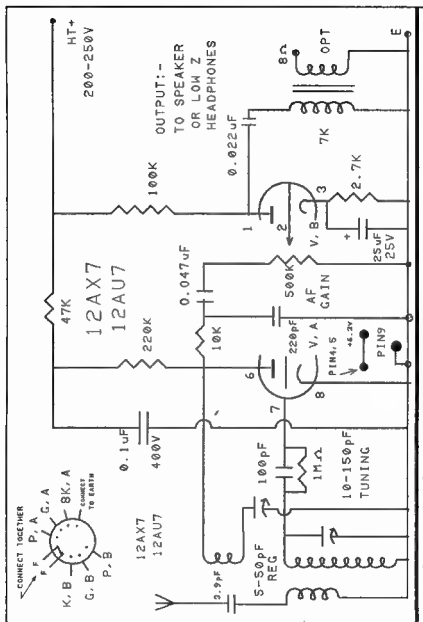 HT+
200-250V
OUTPUT:-
TO SPEAKER
OR LOW Z
HEADPHONES
8Ω
OPT
E
7K
0.022uF
100K
1
2
3
V,B
2.7K
+
25uF
25V
47K
12AX7
12AU7
0.047uF
500K
AF
GAIN
10K
220K
220pF
6
V,A
7
8
PIN4,5
+6.3V
PIN9
0.1uF
400V
100pF
1MΩ
10-150pF
TUNING
5-50pF
REG
3.9pF
12AX7
12AU7
CONNECT TOGETHER
F
F
P,A
G,A
8K,A
CONNECT
TO EARTH
K,B
G,B
P,B